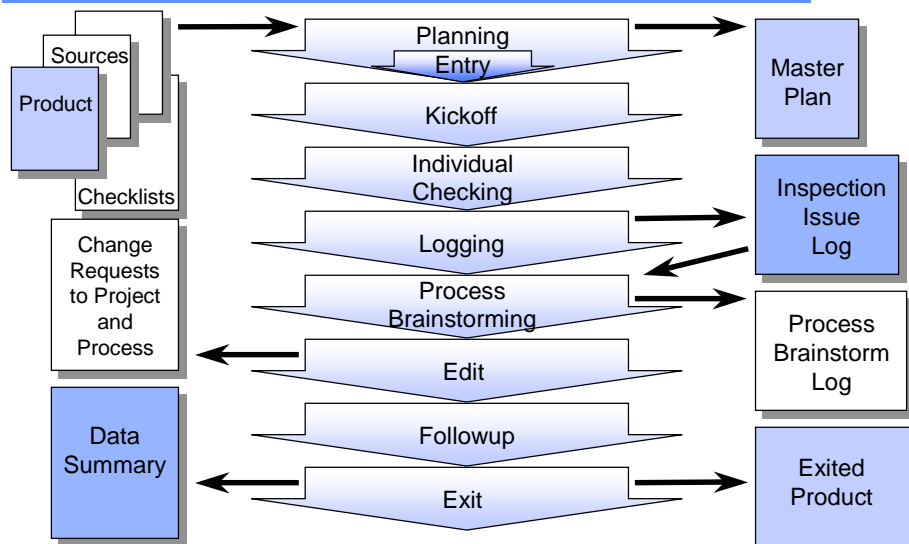 Sources
Product
Checklists
Change
Requests
to Project
and
Process
Data
Summary
Planning
Entry
Kickoff
Individual
Checking
Logging
Process
Brainstorming
Edit
Followup
Exit
Master
Plan
Inspection
Issue
Log
Process
Brainstorm
Log
Exited
Product